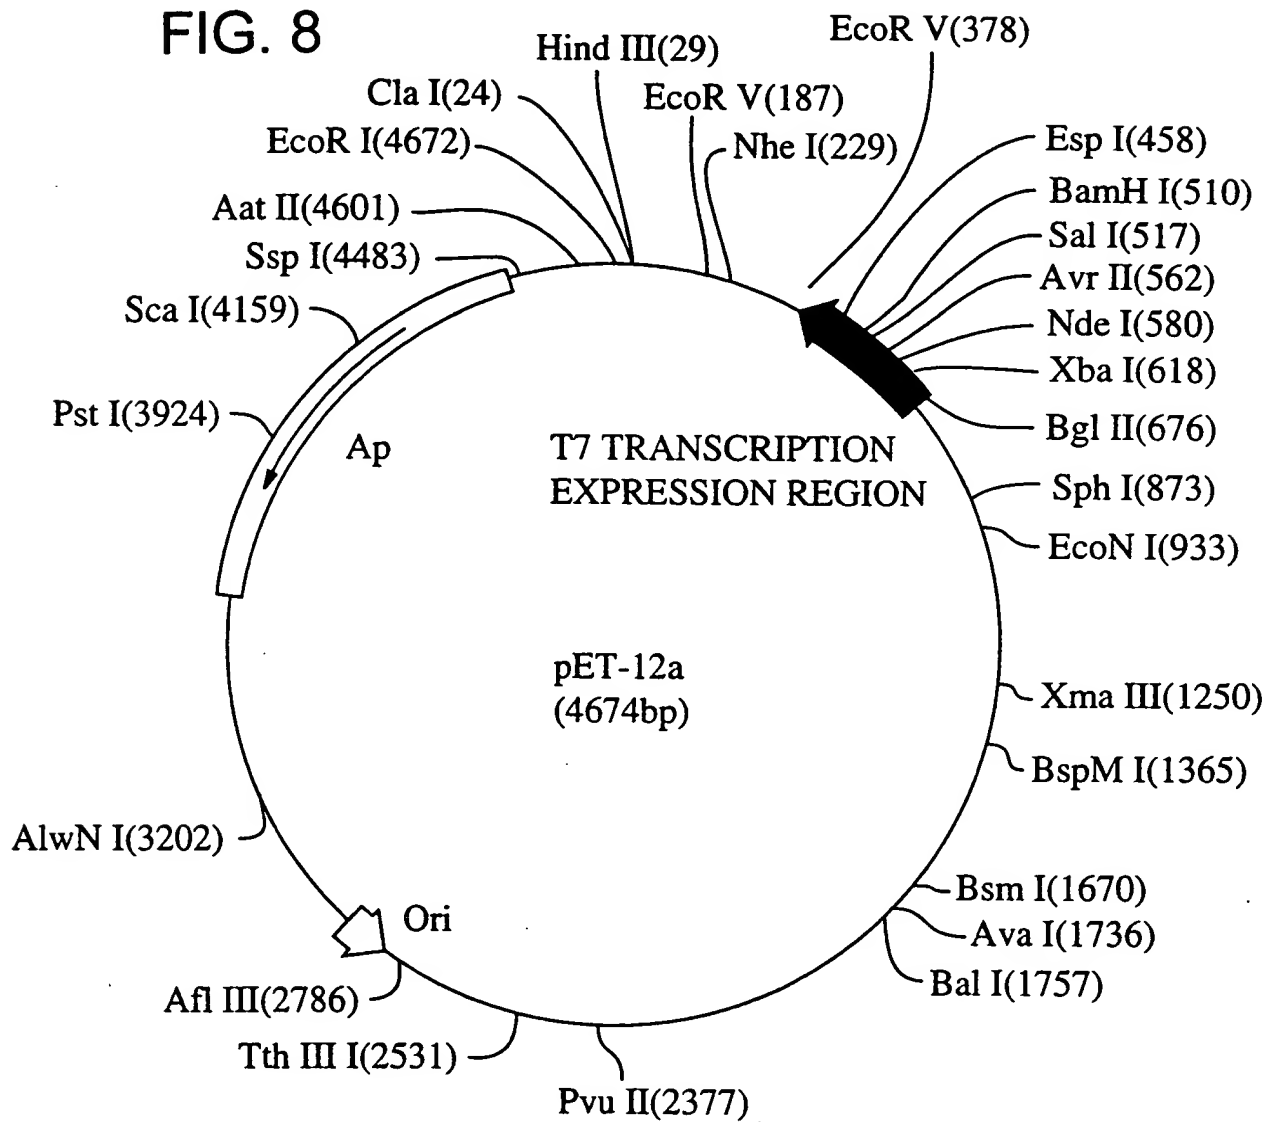 FIG. 8
Hind III(29)
EcoR V(378)
Cla I(24)
EcoR V(187)
EcoR I(4672)
Nhe I(229)
Esp I(458)
Aat II(4601)
BamH I(510)
Ssp I(4483)
Sal I(517)
Sca I(4159)
Avr II(562)
Nde I(580)
Xba I(618)
Pst I(3924)
Bgl II(676)
Ap
T7 TRANSCRIPTION
EXPRESSION REGION
Sph I(873)
EcoN I(933)
pET-12a
(4674bp)
Xma III(1250)
BspM I(1365)
AlwN I(3202)
Bsm I(1670)
Ori
Ava I(1736)
Bal I(1757)
Afl III(2786)
Tth III I(2531)
Pvu II(2377)